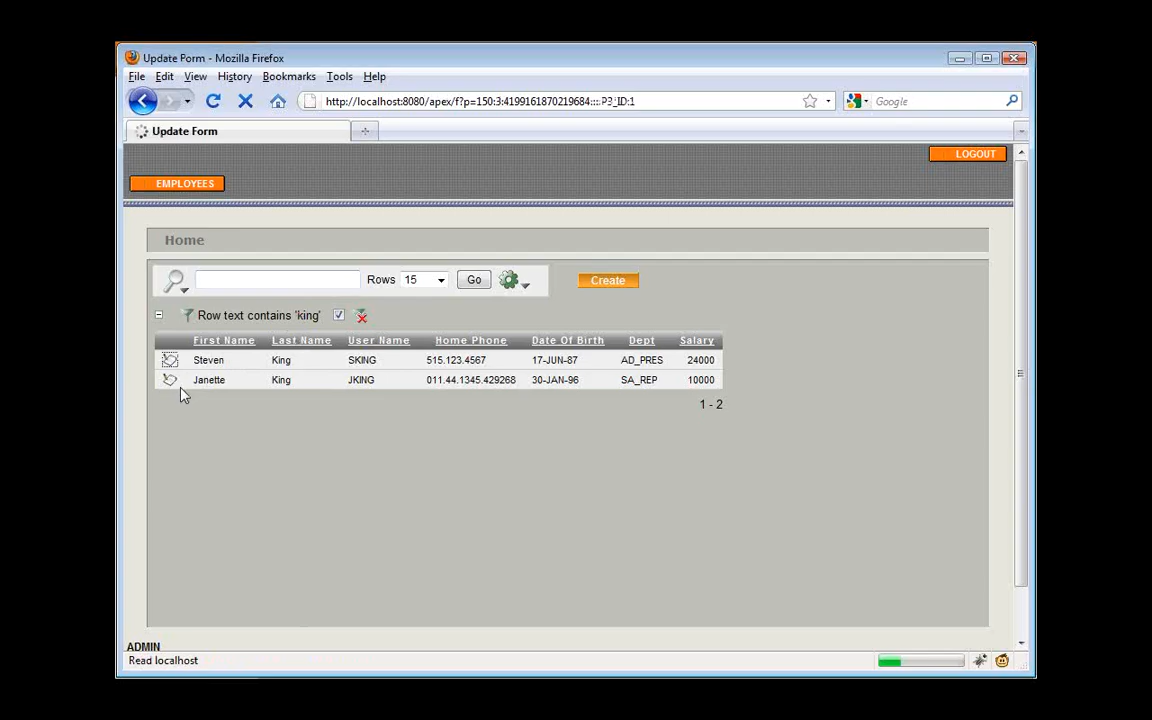 Update Form - Mozilla Firefox
File Edit View History Bookmarks Tools Help
http://localhost:8080/apex/f?p=150:3:4199161870219684::::P3_ID:1
Google
Update Form
LOGOUT
EMPLOYEES
Home
Rows 15 Go Create
Row text contains 'king'
First Name Last Name User Name Home Phone Date Of Birth Dept Salary
Steven King SKING 515.123.4567 17-JUN-87 AD_PRES 24000
Janette King JKING 011.44.1345.429268 30-JAN-96 SA_REP 10000
1 - 2
ADMIN
Read localhost